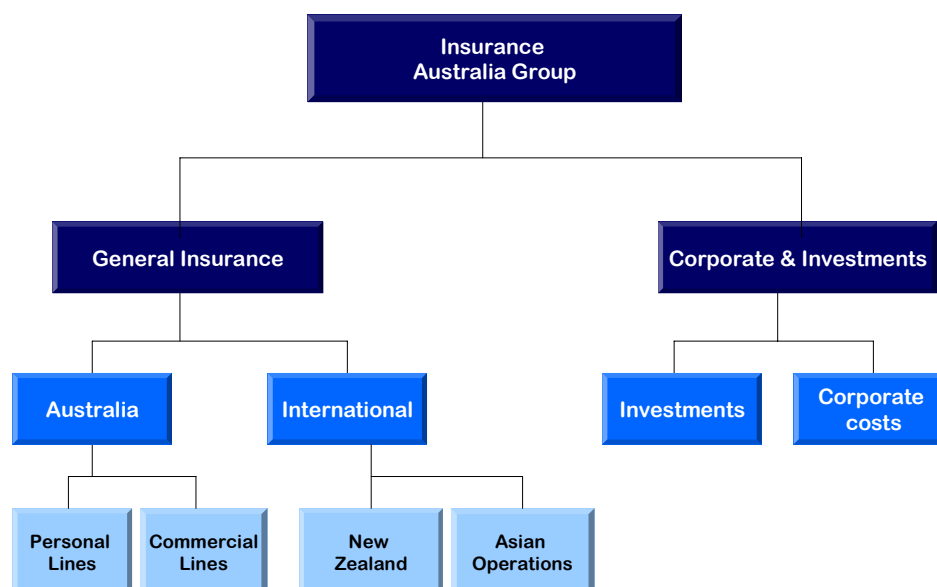 Insurance
Australia Group
General Insurance
Corporate & Investments
Australia
International
Investments
Corporate
costs
Personal
Lines
Commercial
Lines
New
Zealand
Asian
Operations